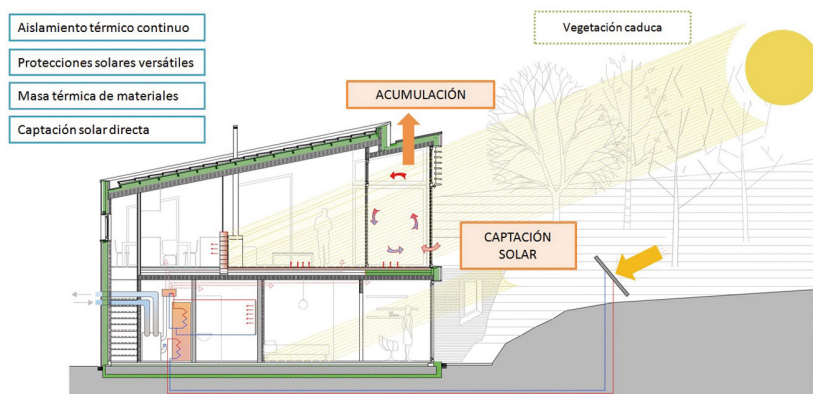 Aislamiento térmico continuo
Protecciones solares versátiles
Masa térmica de materiales
Captación solar directa
Vegetación caduca
ACUMULACIÓN
CAPTACIÓN
SOLAR